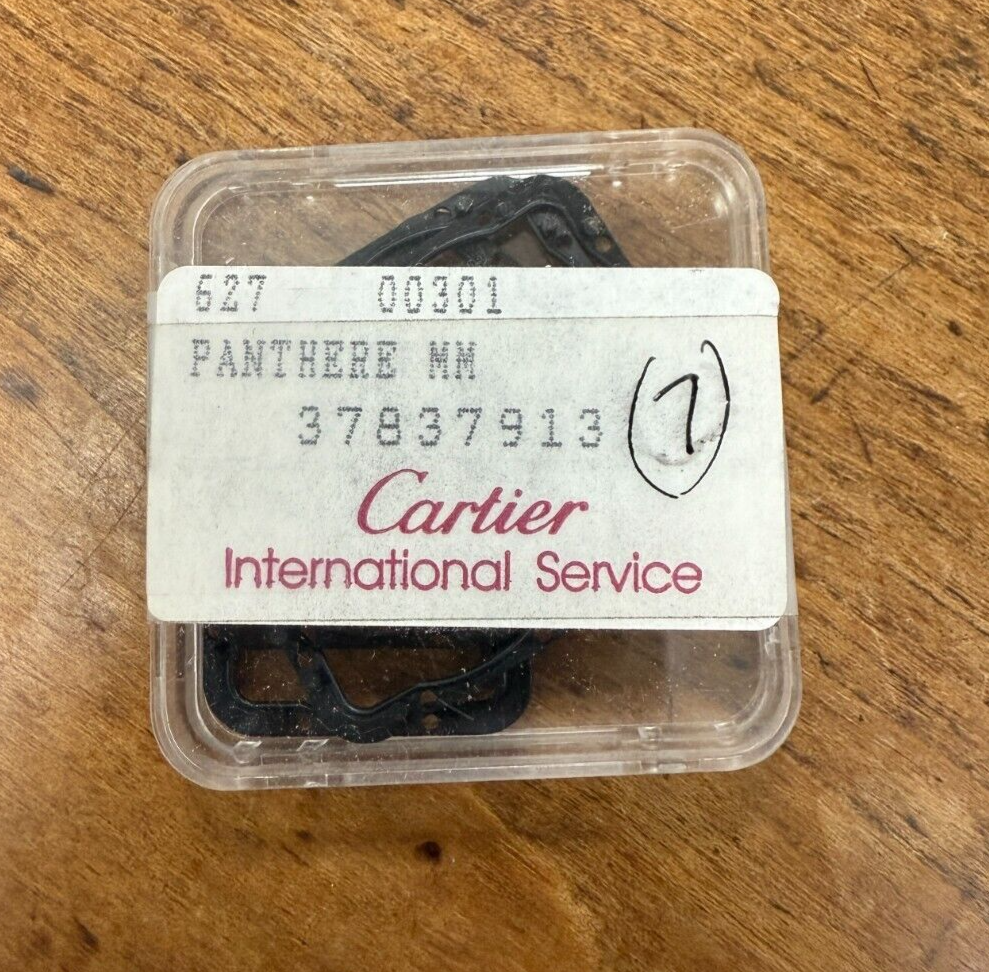 627 00301
PANTHERE MM
37837913
(1)
Cartier
International Service